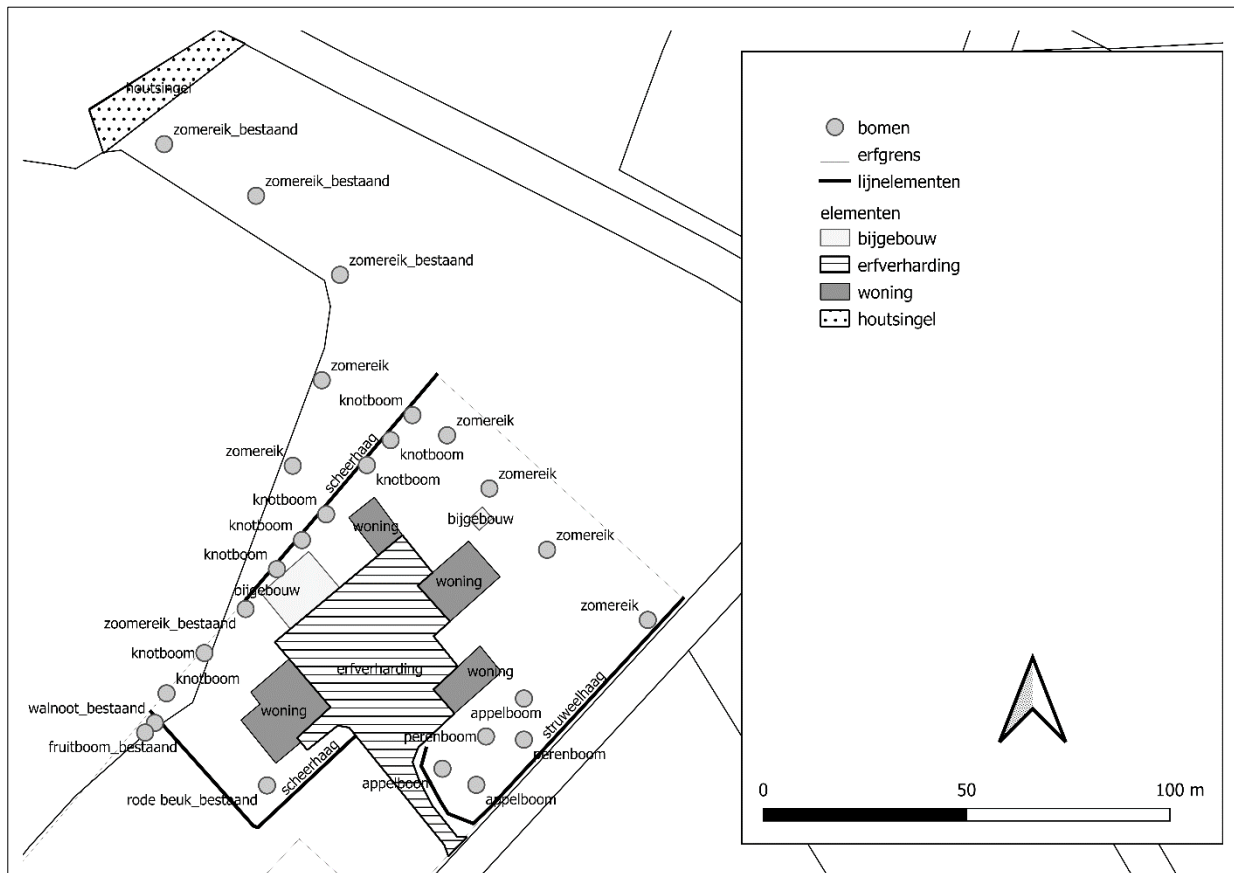 houtsingel
zomereik_bestaand
zomereik_bestaand
zomereik_bestaand
zomereik
knotboom
zomereik
scheerhaag
knotboom
zomereik
knotboom
zomereik
knotboom
bijgebouw
woning
knotboom
zomereik
knotboom
woning
bijgebouw
zomereik
zoomereik_bestaand
knotboom
erfverharding
woning
knotboom
walnoot_bestaand
woning
appelboom
struweelhaag
fruitboom_bestaand
perenboom
perenboom
scheerhaag
appelboon
rode beuk_bestaand
appelboom
bomen
erfgrens
lijnelementen
elementen
bijgebouw
erfverharding
woning
houtsingel
0 50 100 m